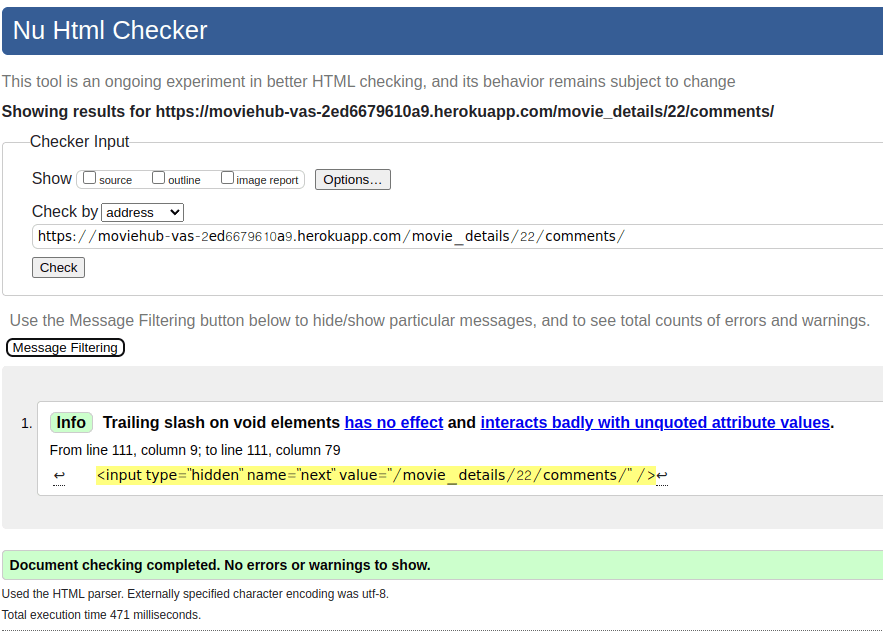 Nu Html Checker
This tool is an ongoing experiment in better HTML checking, and its behavior remains subject to change
Showing results for https://moviehub-vas-2ed6679610a9.herokuapp.com/movie_details/22/comments/
Checker Input
Show source outline image report Options...
Check by address
https://moviehub-vas-2ed6679610a9.herokuapp.com/movie_details/22/comments/
Check
Use the Message Filtering button below to hide/show particular messages, and to see total counts of errors and warnings.
Message Filtering
1. Info Trailing slash on void elements has no effect and interacts badly with unquoted attribute values.
From line 111, column 9; to line 111, column 79
↩ <input type="hidden" name="next" value="/movie_details/22/comments/" />↩
Document checking completed. No errors or warnings to show.
Used the HTML parser. Externally specified character encoding was utf-8.
Total execution time 471 milliseconds.